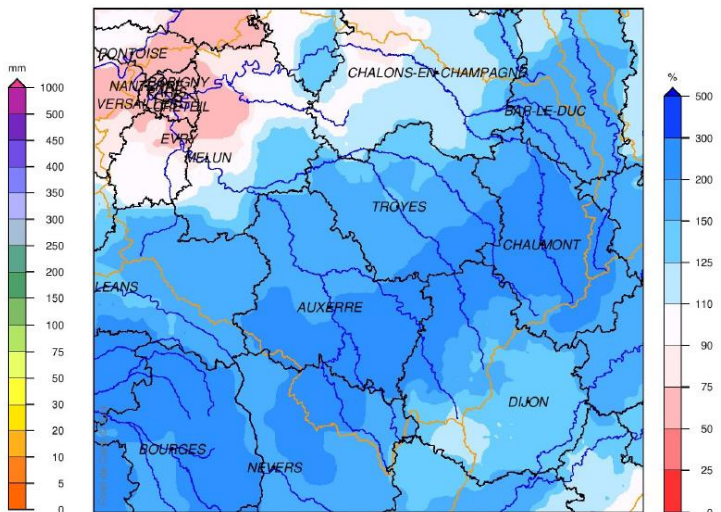 mm
1000
500
450
400
350
300
250
200
150
100
75
50
30
20
10
5
0
PONTOISE
NANTERRE
MELUN
EVRY
CHALONS-EN-CHAMPAGNE
BAR-LE-DUC
TROYES
CHAUMONT
LEANS
AUXERRE
DIJON
BOURGES
NEVERS
%
500
300
200
150
125
110
90
75
50
25
0